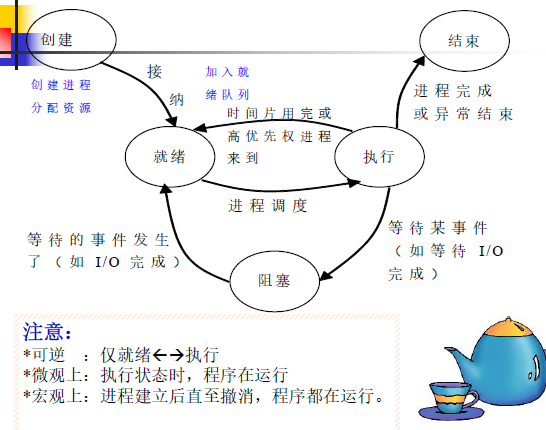 创建
结束
接
纳
加入就
绪队列
创建进程
分配资源
进程完成
或异常结束
时间片用完或
高优先权进程
来到
就绪
执行
进程调度
等待的事件发生
了（如 I/O 完成）
等待某事件
（如等待 I/O
完成）
阻塞
注意：
*可逆 ：仅就绪←→执行
*微观上：执行状态时，程序在运行
*宏观上：进程建立后直至撤消，程序都在运行。